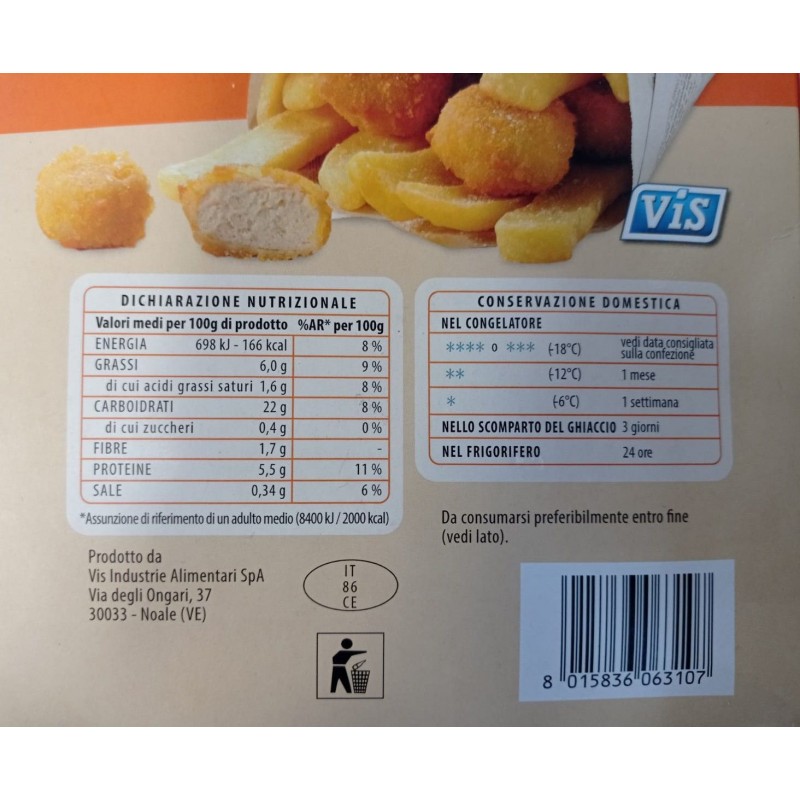 ViS
DICHIARAZIONE NUTRIZIONALE
Valori medi per 100g di prodotto %AR* per 100g
ENERGIA 698 kJ - 166 kcal 8 %
GRASSI 6,0 g 9 %
di cui acidi grassi saturi 1,6 g 8 %
CARBOIDRATI 22 g 8 %
di cui zuccheri 0,4 g 0 %
FIBRE 1,7 g -
PROTEINE 5,5 g 11 %
SALE 0,34 g 6 %
*Assunzione di riferimento di un adulto medio (8400 kJ / 2000 kcal)
CONSERVAZIONE DOMESTICA
NEL CONGELATORE
**** o *** (-18°C) vedi data consigliata
sulla confezione
** (-12°C) 1 mese
* (-6°C) 1 settimana
NELLO SCOMPARTO DEL GHIACCIO 3 giorni
NEL FRIGORIFERO 24 ore
Da consumarsi preferibilmente entro fine
(vedi lato).
Prodotto da
Vis Industrie Alimentari SpA
Via degli Ongari, 37
30033 - Noale (VE)
IT
86
CE
8 015836 063107